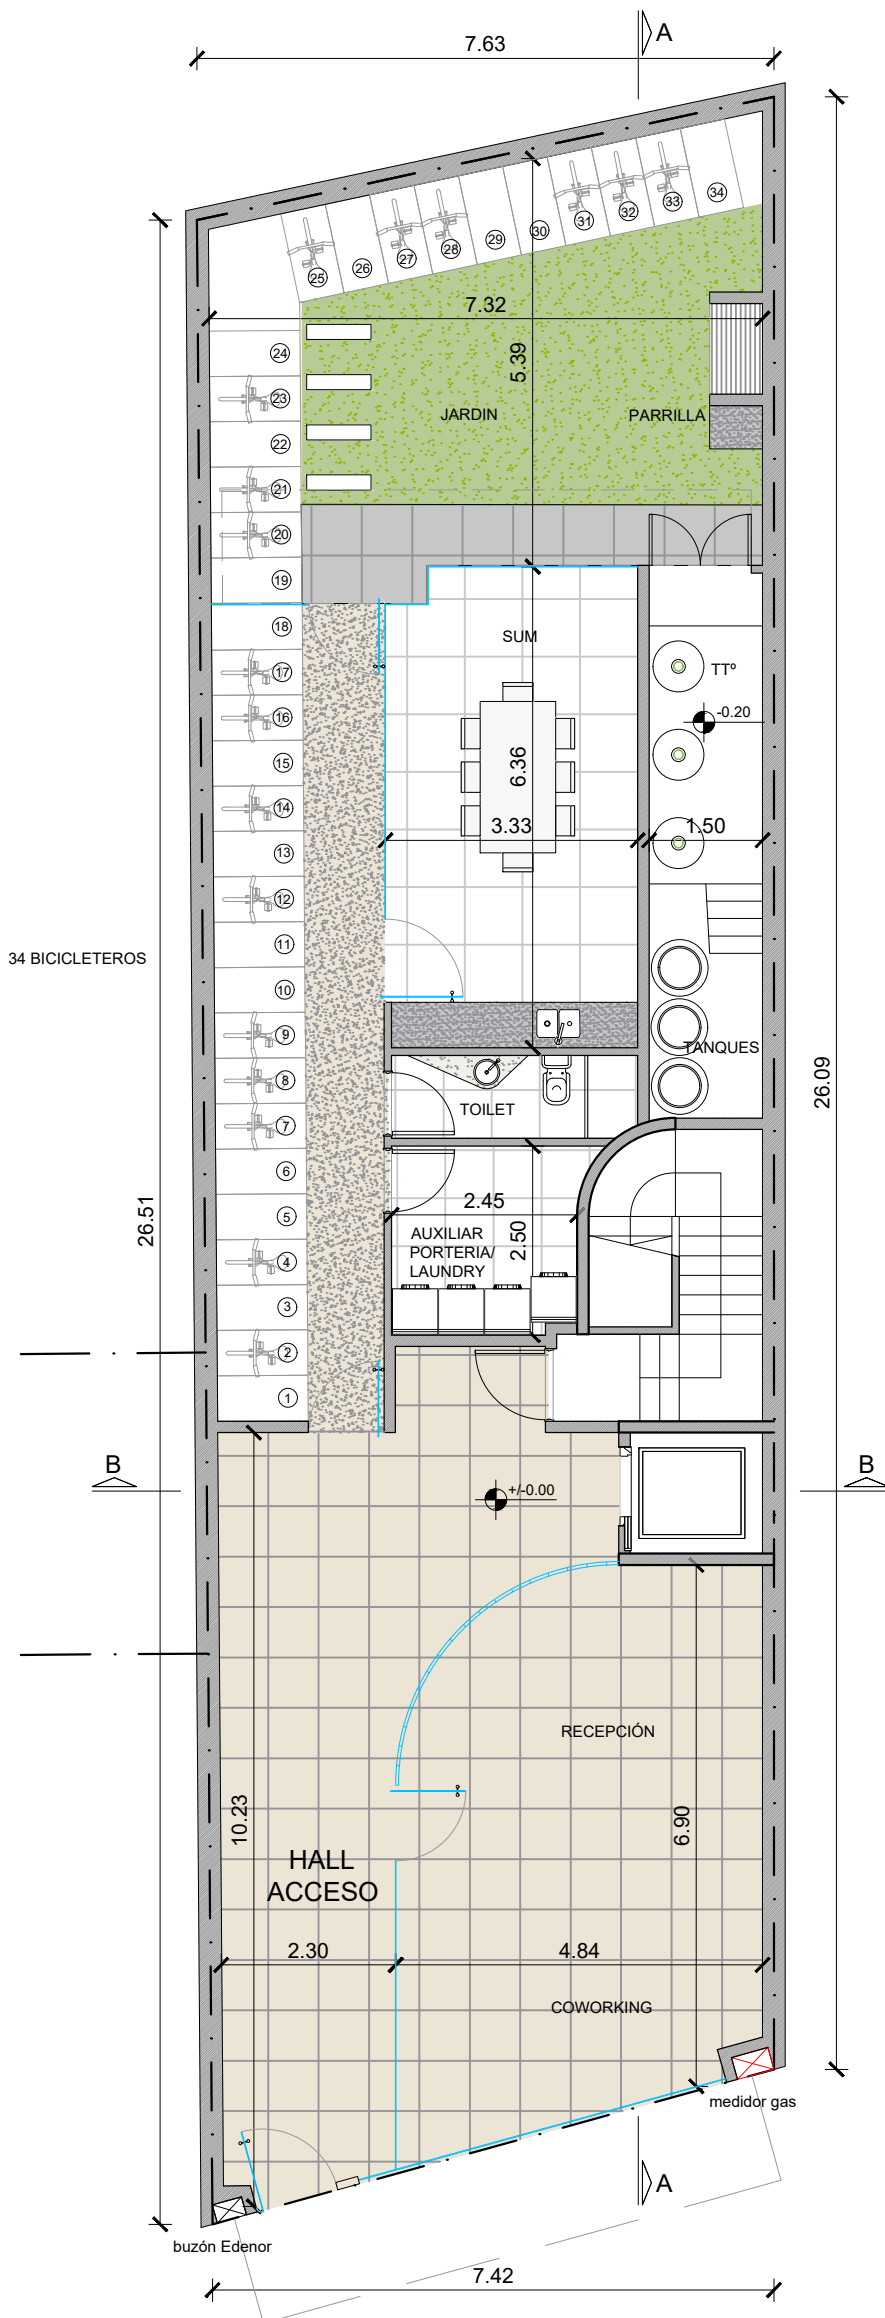 A
7.63
34
33
32
31
30
29
28
27
26
25
7.32
5.39
24
23
22
21
20
19
JARDIN
PARRILLA
18
17
16
15
14
13
12
11
10
9
8
7
6
5
4
3
2
1
SUM
TTº
-0.20
6.36
3.33
1.50
34 BICICLETEROS
TANQUES
26.09
TOILET
26.51
2.45
2.50
AUXILIAR
PORTERIA/
LAUNDRY
B
B
+/-0.00
RECEPCIÓN
10.23
6.90
HALL
ACCESO
2.30
4.84
COWORKING
medidor gas
A
buzón Edenor
7.42